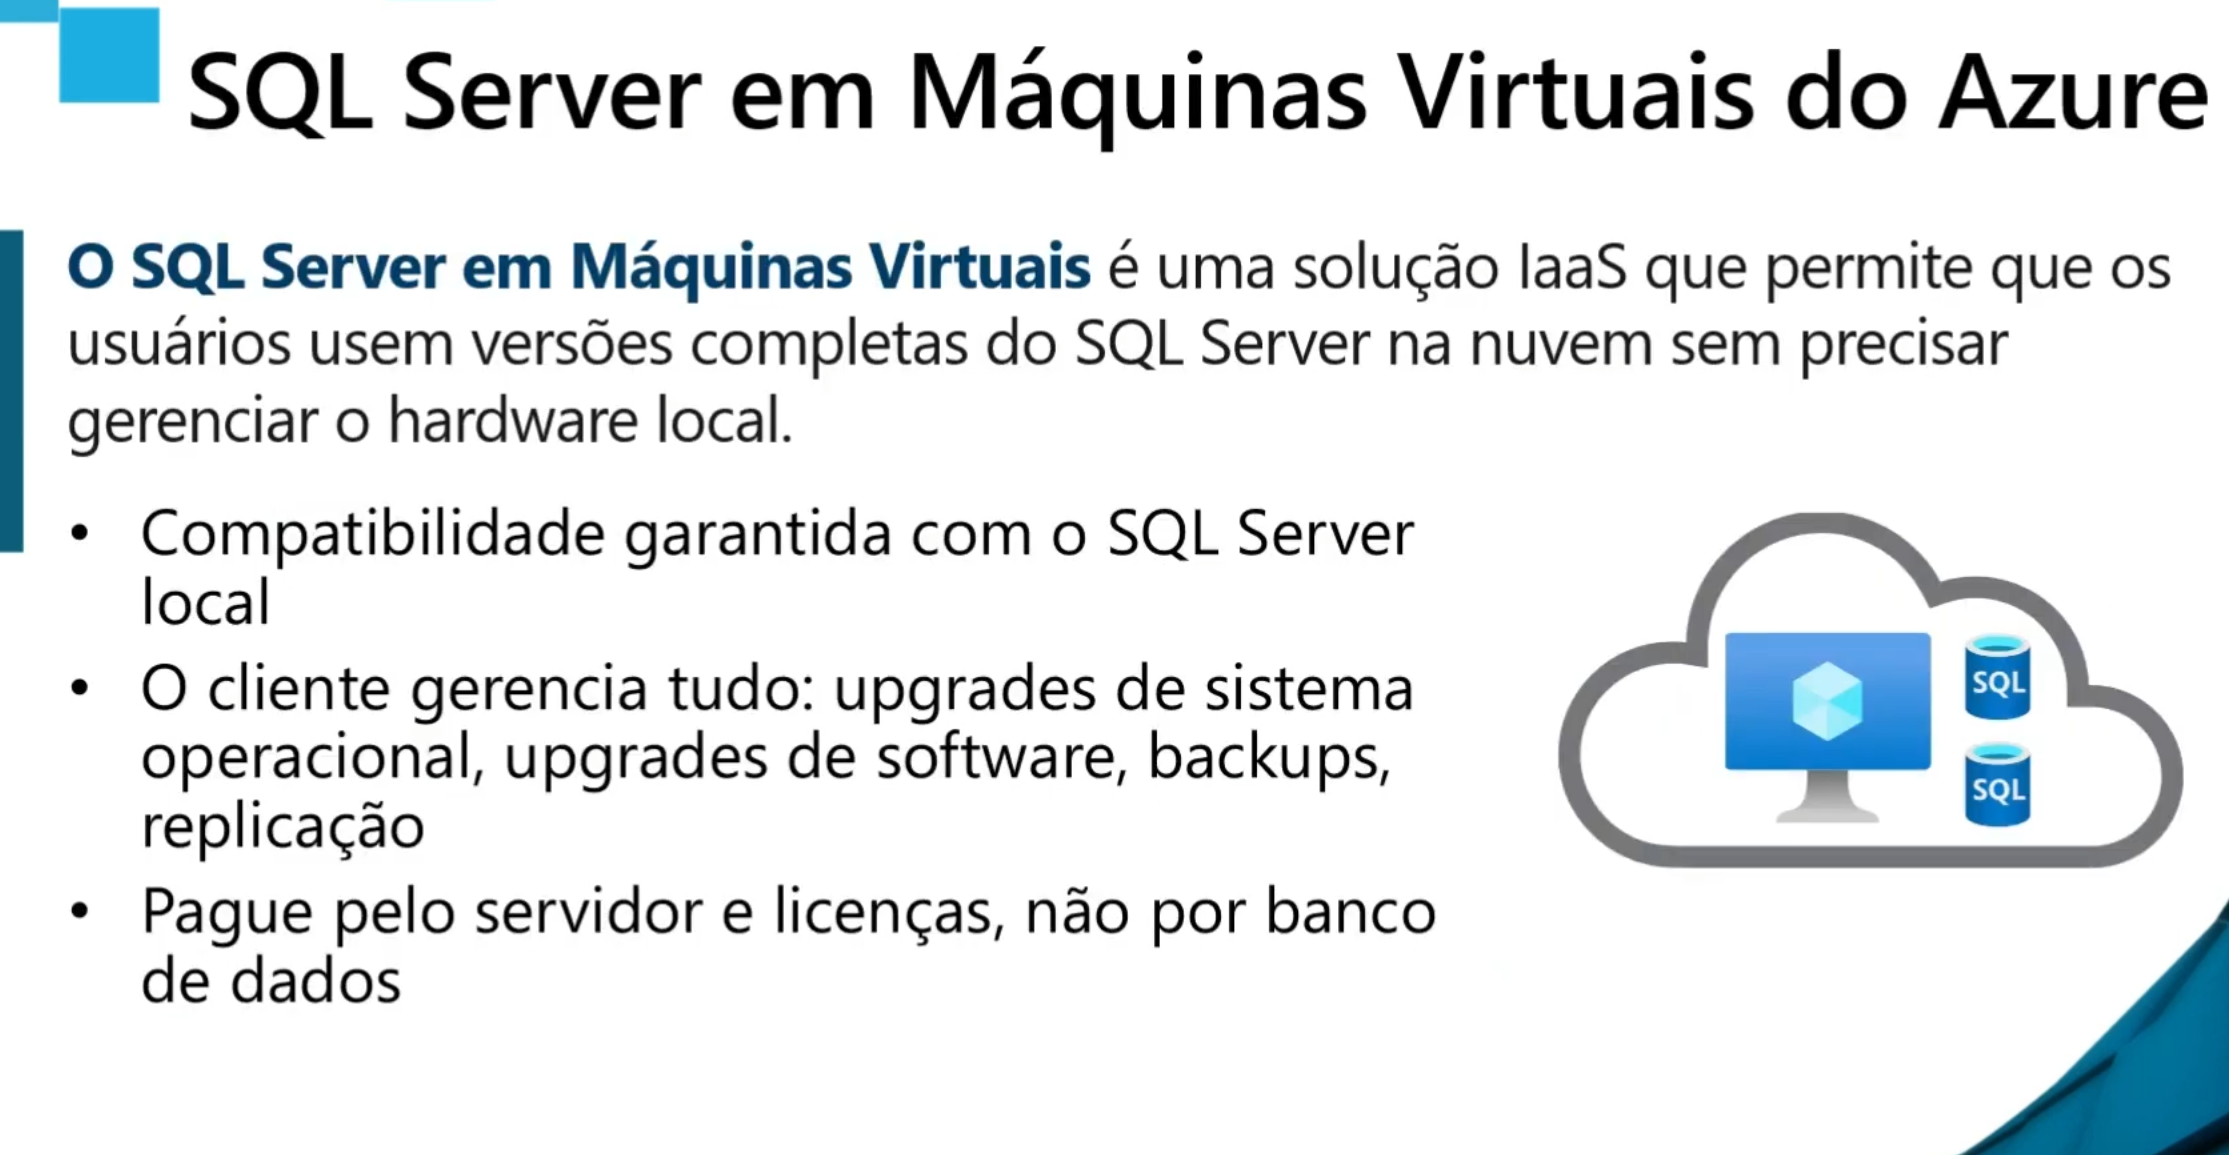 SQL Server em Máquinas Virtuais do Azure
O SQL Server em Máquinas Virtuais é uma solução IaaS que permite que os
usuários usem versões completas do SQL Server na nuvem sem precisar
gerenciar o hardware local.
• Compatibilidade garantida com o SQL Server
local
• O cliente gerencia tudo: upgrades de sistema
operacional, upgrades de software, backups,
replicação
• Pague pelo servidor e licenças, não por banco
de dados
SQL
SQL